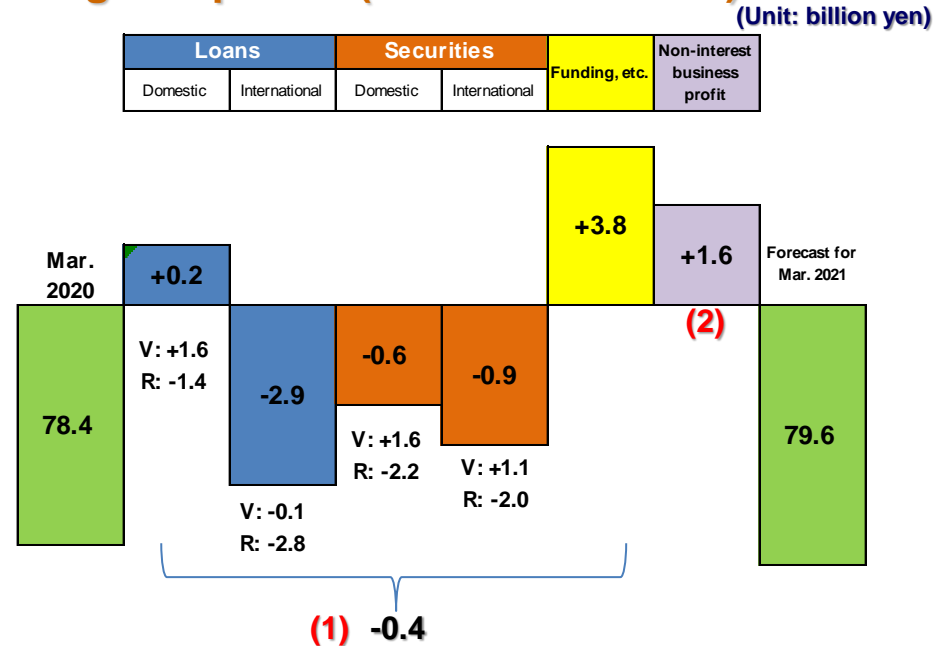 (Unit: billion yen)
Loans
Securities
Funding, etc.
Non-interest
business
profit
Domestic
International
Domestic
International
Mar.
2020
+0.2
-2.9
-0.6
-0.9
+3.8
+1.6
Forecast for
Mar. 2021
(2)
V: +1.6
R: -1.4
78.4
V: +1.6
R: -2.2
V: +1.1
R: -2.0
79.6
V: -0.1
R: -2.8
(1) -0.4